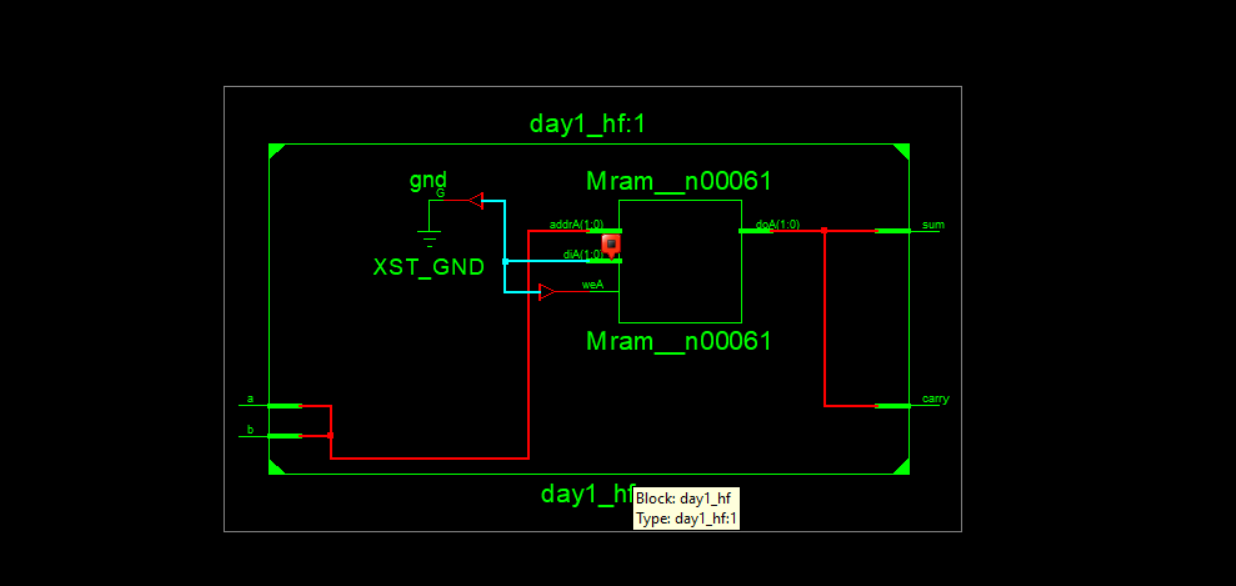 day1_hf:1
gnd
G
XST_GND
Mram__n00061
addrA(1:0)
diA(1:0)
weA
doA(1:0)
Mram__n00061
sum
carry
a
b
day1_hf
Block: day1_hf
Type: day1_hf:1